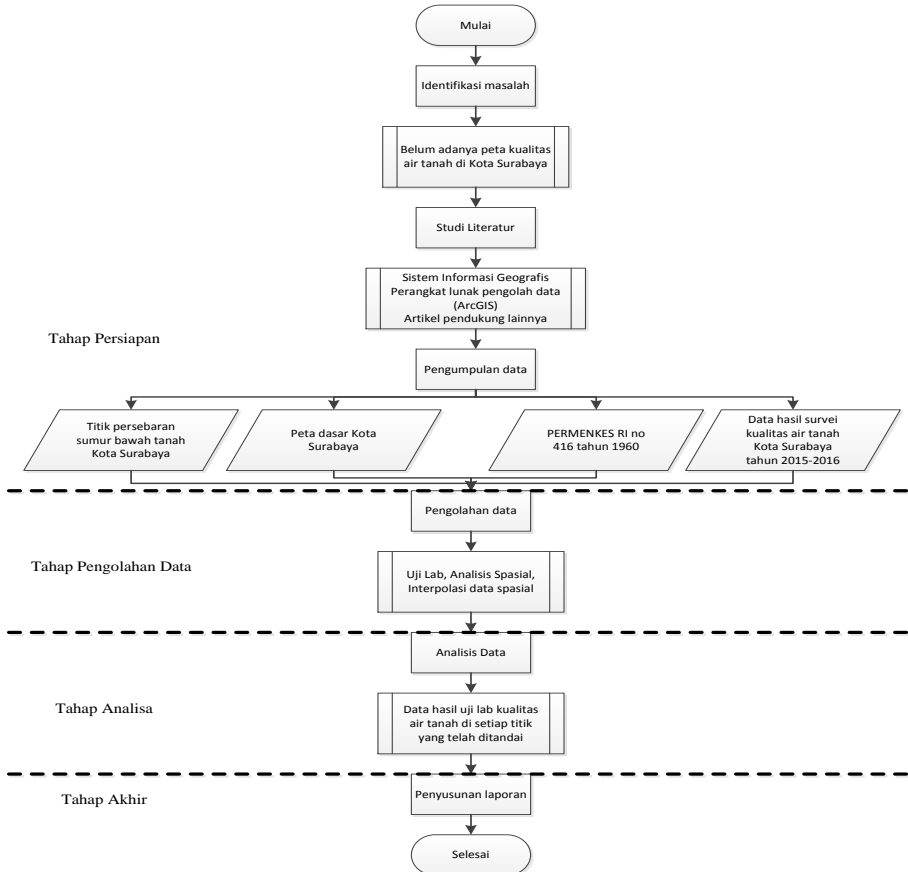 Mulai
Identifikasi masalah
Belum adanya peta kualitas
air tanah di Kota Surabaya
Studi Literatur
Sistem Informasi Geografis
Perangkat lunak pengolah data
(ArcGIS)
Artikel pendukung lainnya
Tahap Persiapan
Pengumpulan data
Titik persebaran
sumur bawah tanah
Kota Surabaya
Peta dasar Kota
Surabaya
PERMENKES RI no
416 tahun 1960
Data hasil survei
kualitas air tanah
Kota Surabaya
tahun 2015-2016
Pengolahan data
Tahap Pengolahan Data
Uji Lab, Analisis Spasial,
Interpolasi data spasial
Analisis Data
Tahap Analisa
Data hasil uji lab kualitas
air tanah di setiap titik
yang telah ditandai
Tahap Akhir
Penyusunan laporan
Selesai